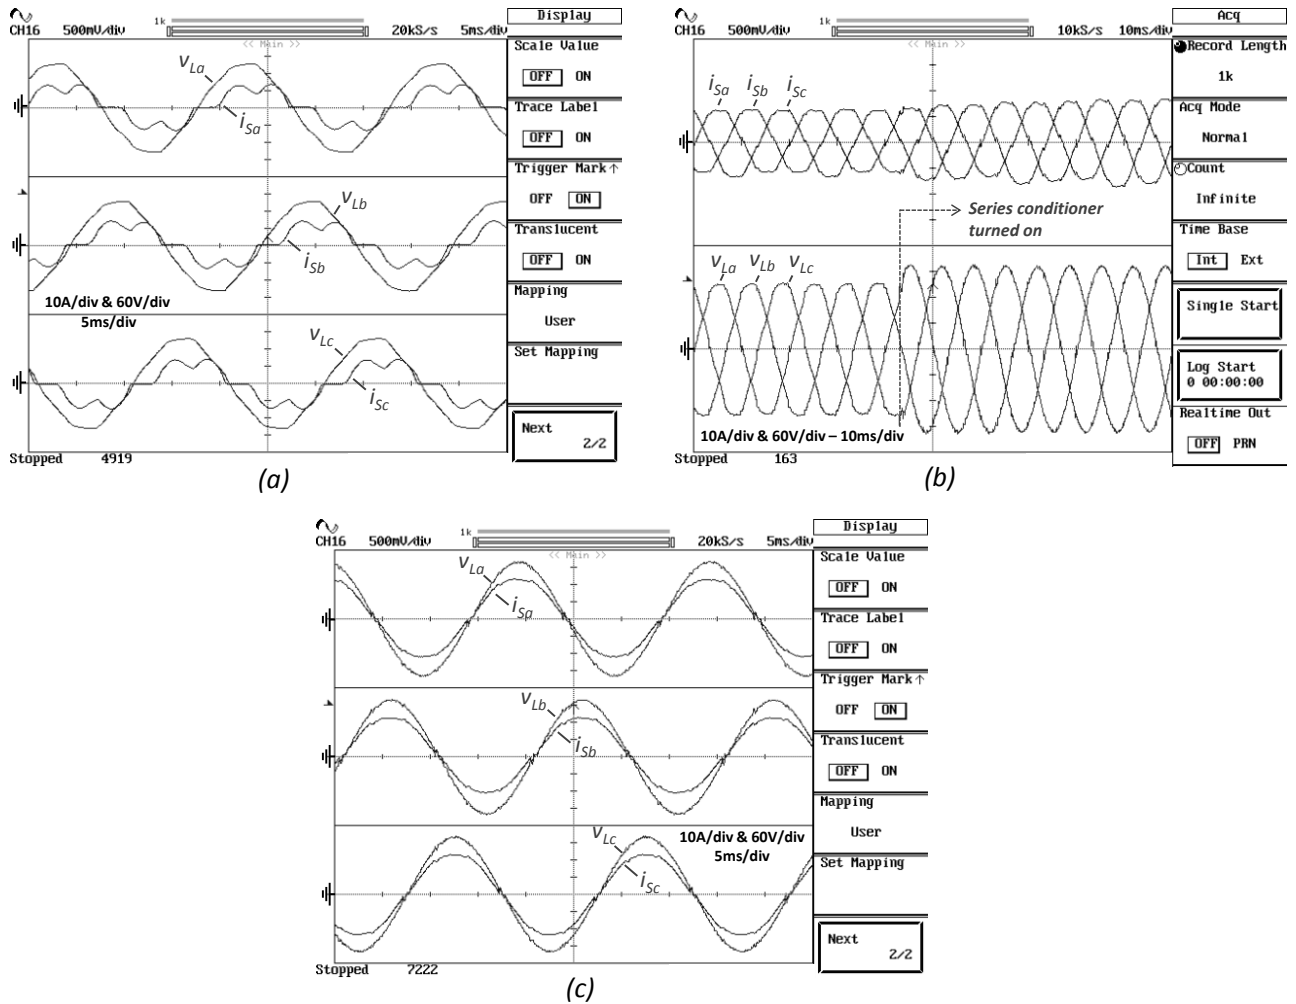 CH16 500mV/div 1k 20kS/s 5ms/div
<< Main >>
Display
Scale Value
OFF ON
Trace Label
OFF ON
Trigger Mark↑
OFF ON
Translucent
OFF ON
Mapping
User
Set Mapping
Next
2/2
vLa
iSa
vLb
iSb
10A/div & 60V/div
5ms/div
vLc
iSc
Stopped 4919
(a)
CH16 500mV/div 1k 10kS/s 10ms/div
<< Main >>
Acq
Record Length
1k
Acq Mode
Normal
Count
Infinite
Time Base
Int Ext
Single Start
Log Start
0 00:00:00
Realtime Out
OFF PRN
iSa iSb iSc
Series conditioner
turned on
vLa vLb vLc
10A/div & 60V/div – 10ms/div
Stopped 163
(b)
CH16 500mV/div 1k 20kS/s 5ms/div
<< Main >>
Display
Scale Value
OFF ON
Trace Label
OFF ON
Trigger Mark↑
OFF ON
Translucent
OFF ON
Mapping
User
Set Mapping
Next
2/2
vLa
iSa
vLb
iSb
vLc
10A/div & 60V/div
5ms/div
iSc
Stopped 7222
(c)